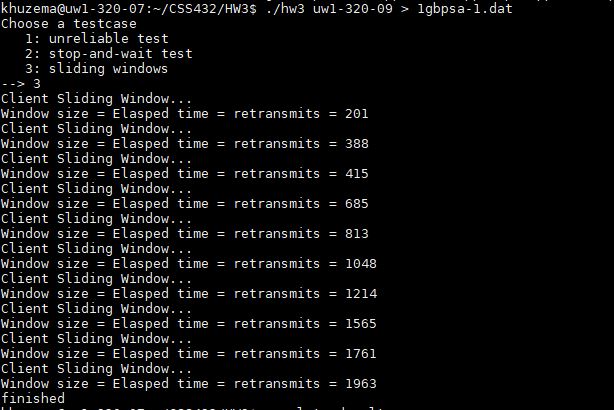 khuzema@uw1-320-07:~/CSS432/HW3$ ./hw3 uw1-320-09 > 1gbpsa-1.dat
Choose a testcase
   1: unreliable test
   2: stop-and-wait test
   3: sliding windows
--> 3
Client Sliding Window...
Window size = Elasped time = retransmits = 201
Client Sliding Window...
Window size = Elasped time = retransmits = 388
Client Sliding Window...
Window size = Elasped time = retransmits = 415
Client Sliding Window...
Window size = Elasped time = retransmits = 685
Client Sliding Window...
Window size = Elasped time = retransmits = 813
Client Sliding Window...
Window size = Elasped time = retransmits = 1048
Client Sliding Window...
Window size = Elasped time = retransmits = 1214
Client Sliding Window...
Window size = Elasped time = retransmits = 1565
Client Sliding Window...
Window size = Elasped time = retransmits = 1761
Client Sliding Window...
Window size = Elasped time = retransmits = 1963
finished